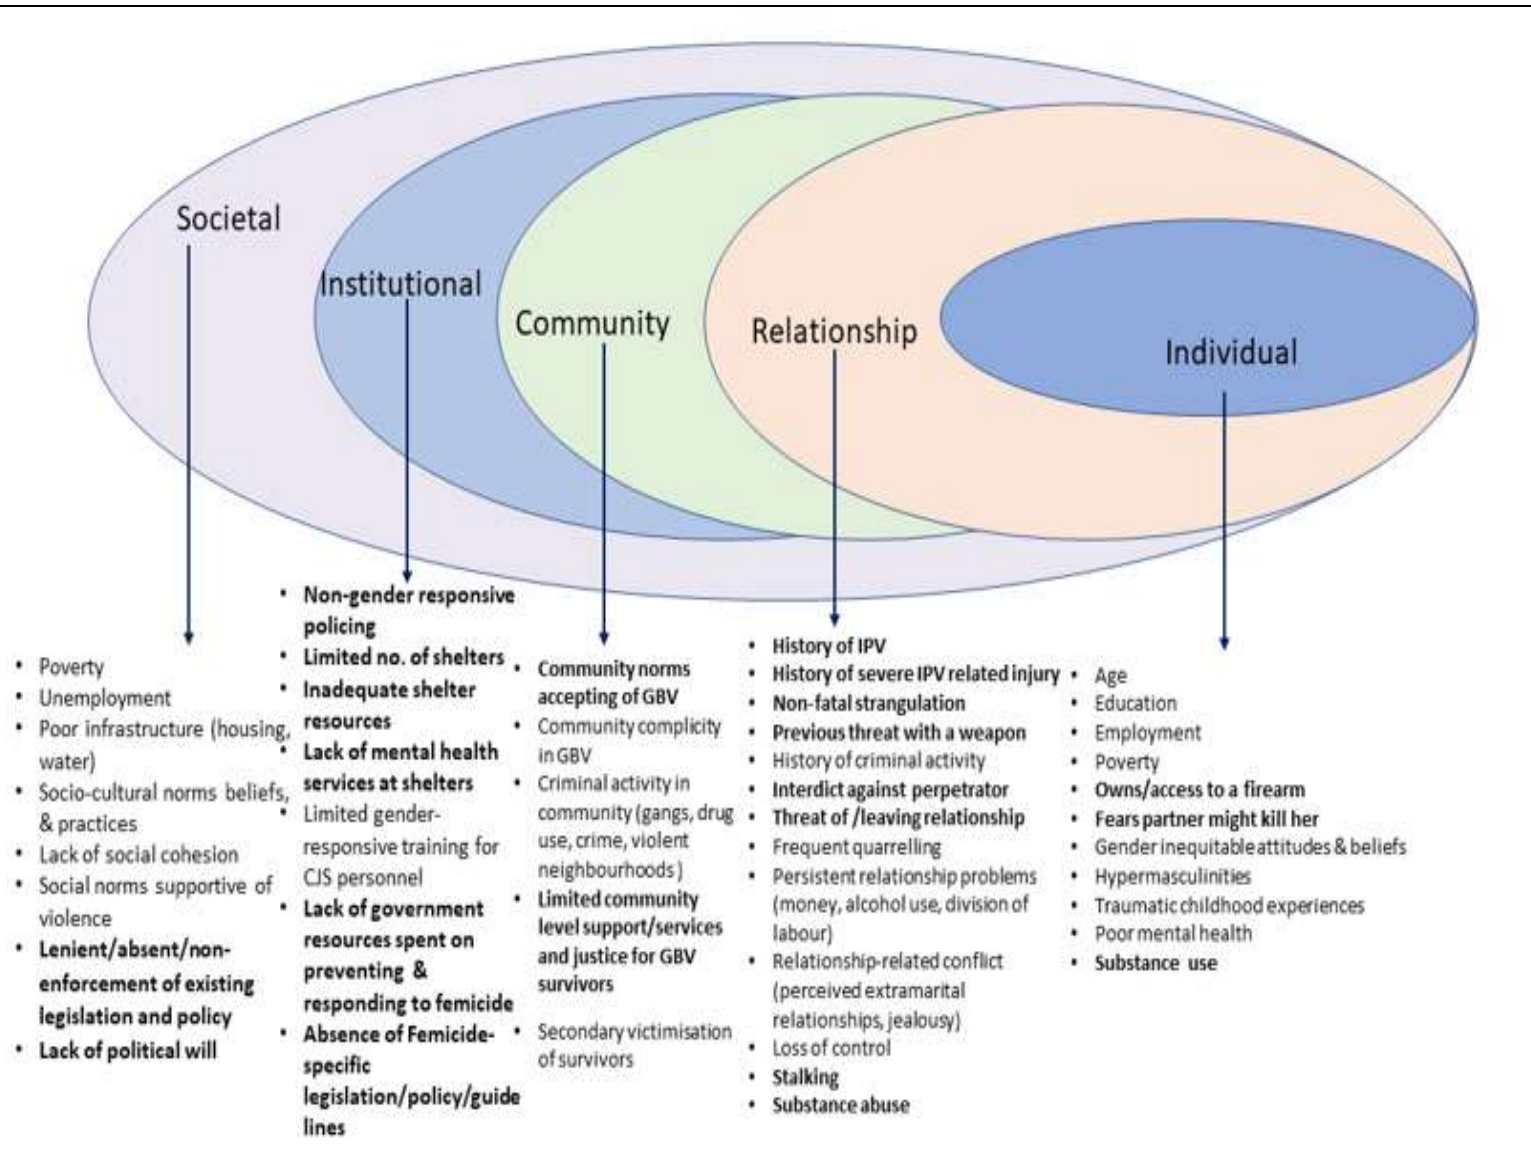 Societal
Institutional
Community
Relationship
Individual
• Poverty
• Unemployment
• Poor infrastructure (housing,
water)
• Socio-cultural norms beliefs,
& practices
• Lack of social cohesion
• Social norms supportive of
violence
• Lenient/absent/non-
enforcement of existing
legislation and policy
• Lack of political will
• Non-gender responsive
policing
• Limited no. of shelters
• Inadequate shelter
resources
• Lack of mental health
services at shelters
• Limited gender-
responsive training for
CJS personnel
• Lack of government
resources spent on
preventing &
responding to femicide
• Absence of Femicide-
specific
legislation/policy/guide
lines
• Community norms
accepting of GBV
• Community complicity
in GBV
• Criminal activity in
community (gangs, drug
use, crime, violent
neighbourhoods)
• Limited community
level support/services
and justice for GBV
survivors
• Secondary victimisation
of survivors
• History of IPV
• History of severe IPV related injury
• Non-fatal strangulation
• Previous threat with a weapon
• History of criminal activity
• Interdict against perpetrator
• Threat of /leaving relationship
• Frequent quarrelling
• Persistent relationship problems
(money, alcohol use, division of
labour)
• Relationship-related conflict
(perceived extramarital
relationships, jealousy)
• Loss of control
• Stalking
• Substance abuse
• Age
• Education
• Employment
• Poverty
• Owns/access to a firearm
• Fears partner might kill her
• Gender inequitable attitudes & beliefs
• Hypermasculinities
• Traumatic childhood experiences
• Poor mental health
• Substance use